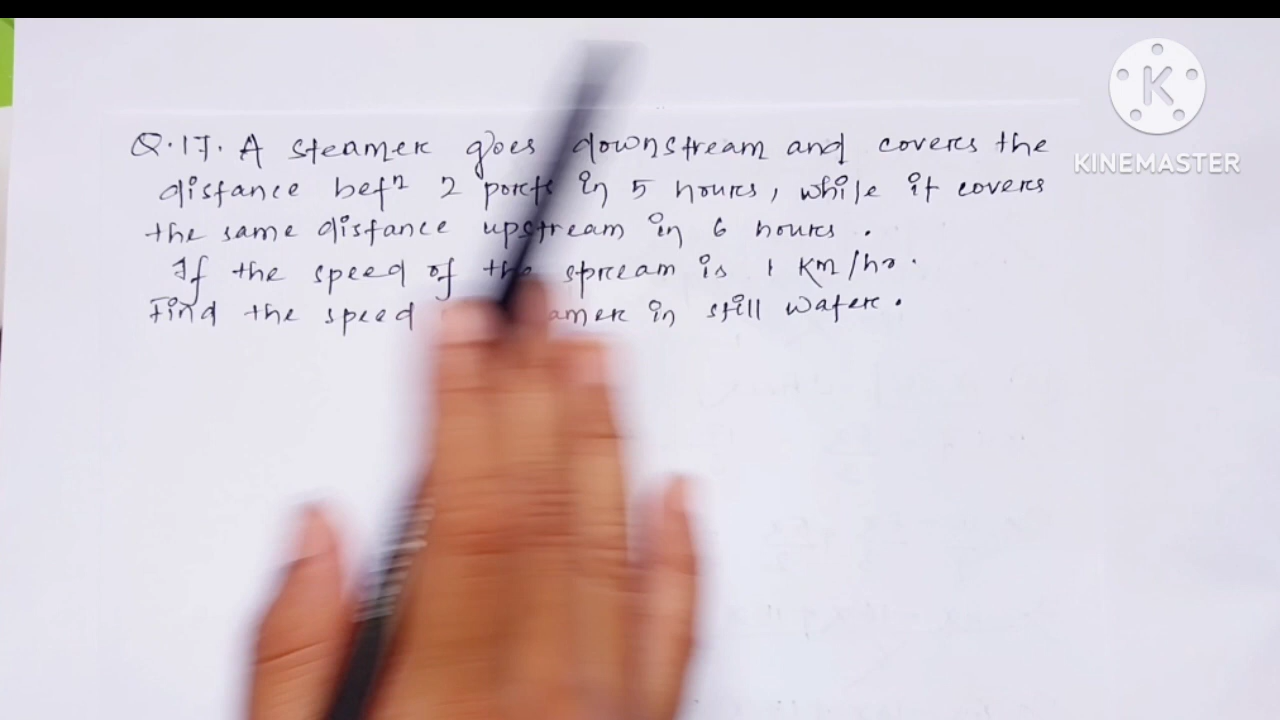 Q.17. A steamer goes downstream and covers the
distance betn 2 ports in 5 hours, while it covers
the same distance upstream in 6 hours.
If the speed of the spream is 1 Km/hr.
Find the speed in still water.
KINEMASTER